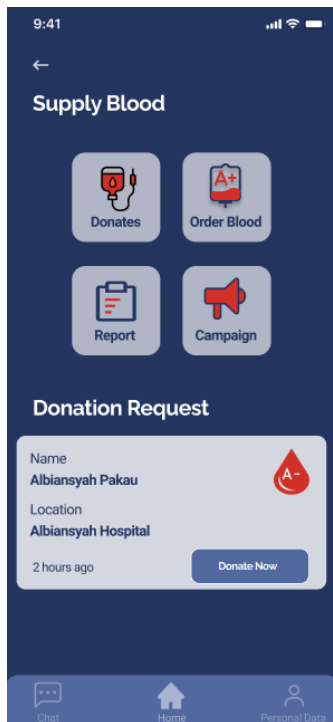 9:41
Supply Blood
A+
Donates
Order Blood
Report
Campaign
Donation Request
Name
Albiansyah Pakau
A-
Location
Albiansyah Hospital
2 hours ago
Donate Now
Chat
Home
Personal Data